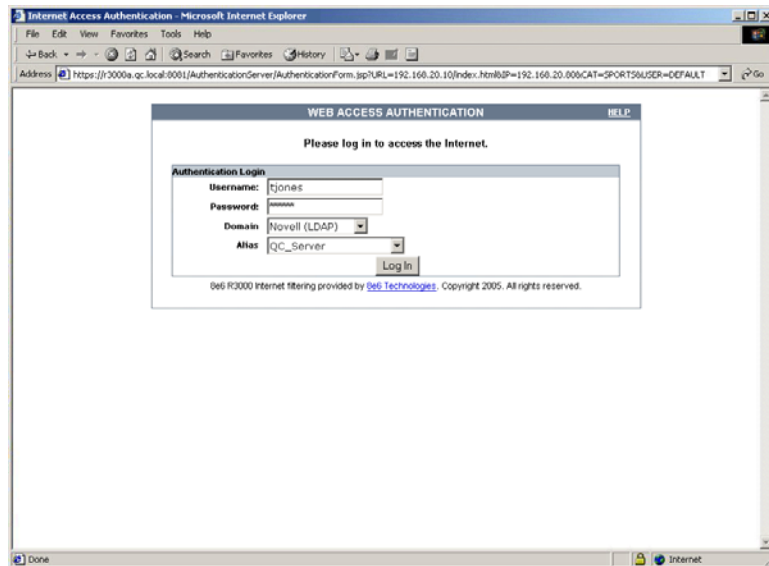 Internet Access Authentication - Microsoft Internet Explorer
File Edit View Favorites Tools Help
Back Search Favorites History
Address https://r3000a.qc.local:8081/AuthenticationServer/AuthenticationForm.jsp?URL=192.168.20.10/index.html&IP=192.168.20.80&CAT=SPORTS&USER=DEFAULT Go
WEB ACCESS AUTHENTICATION HELP
Please log in to access the Internet.
Authentication Login
Username: tjones
Password: ******
Domain Novell (LDAP)
Alias QC_Server
Log In
8e6 R3000 Internet filtering provided by 8e6 Technologies. Copyright 2005. All rights reserved.
Done Internet